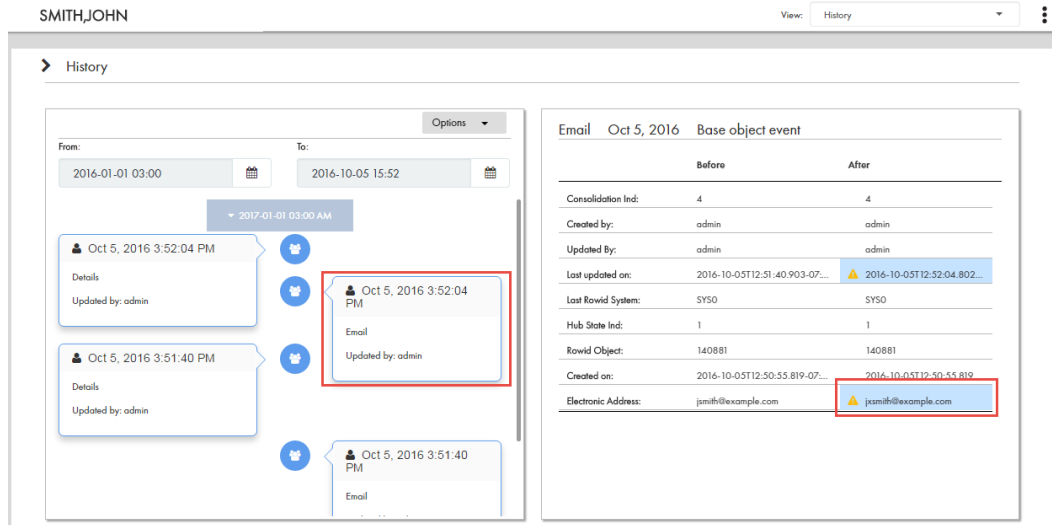 SMITH,JOHN
View: History
History
Options
From: To:
2016-01-01 03:00 2016-10-05 15:52
2017-01-01 03:00 AM
Oct 5, 2016 3:52:04 PM
Details
Updated by: admin
Oct 5, 2016 3:52:04
PM
Email
Updated by: admin
Oct 5, 2016 3:51:40 PM
Details
Updated by: admin
Oct 5, 2016 3:51:40
PM
Email
Email Oct 5, 2016 Base object event
Before After
Consolidation Ind: 4 4
Created by: admin admin
Updated By: admin admin
Last updated on: 2016-10-05T12:51:40.903-07:... 2016-10-05T12:52:04.802...
Last Rowid System: SYS0 SYS0
Hub State Ind: 1 1
Rowid Object: 140881 140881
Created on: 2016-10-05T12:50:55.819-07:... 2016-10-05T12:50:55.819
Electronic Address: jsmith@example.com jxsmith@example.com